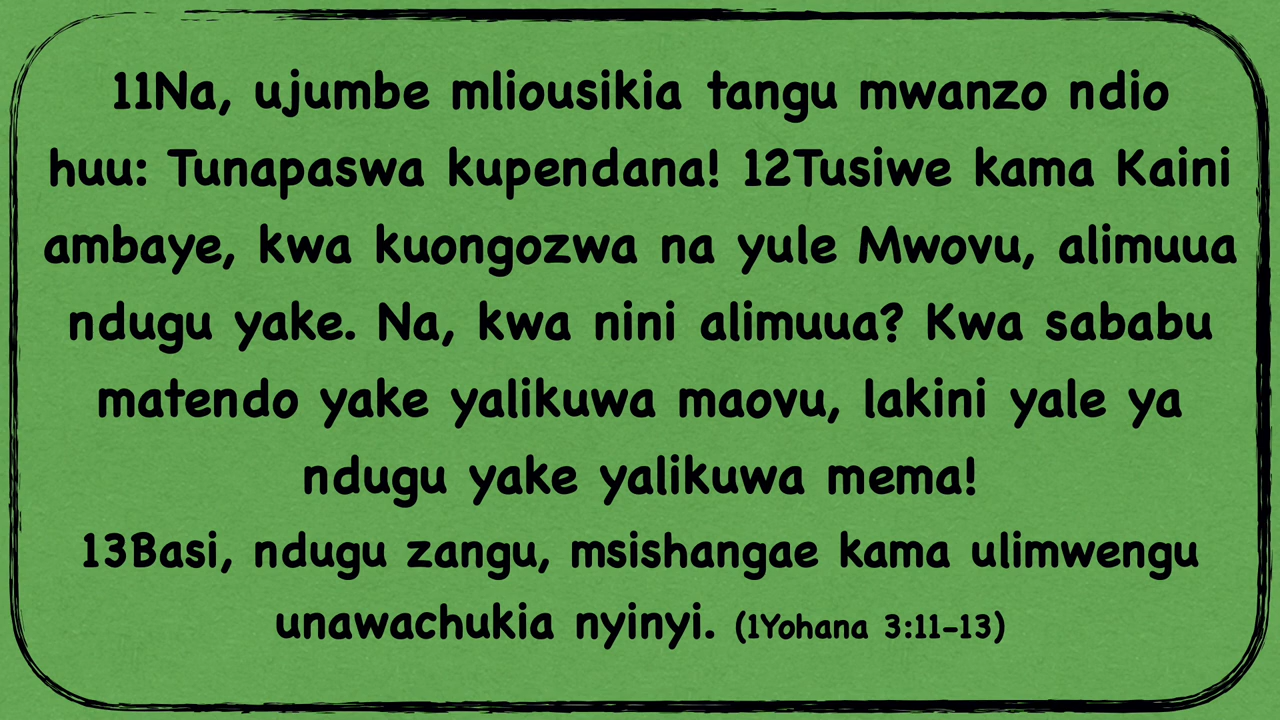 11Na, ujumbe mliousikia tangu mwanzo ndio
huu: Tunapaswa kupendana! 12Tusiwe kama Kaini
ambaye, kwa kuongozwa na yule Mwovu, alimuua
ndugu yake. Na, kwa nini alimuua? Kwa sababu
matendo yake yalikuwa maovu, lakini yale ya
ndugu yake yalikuwa mema!
13Basi, ndugu zangu, msishangae kama ulimwengu
unawachukia nyinyi. (1Yohana 3:11-13)